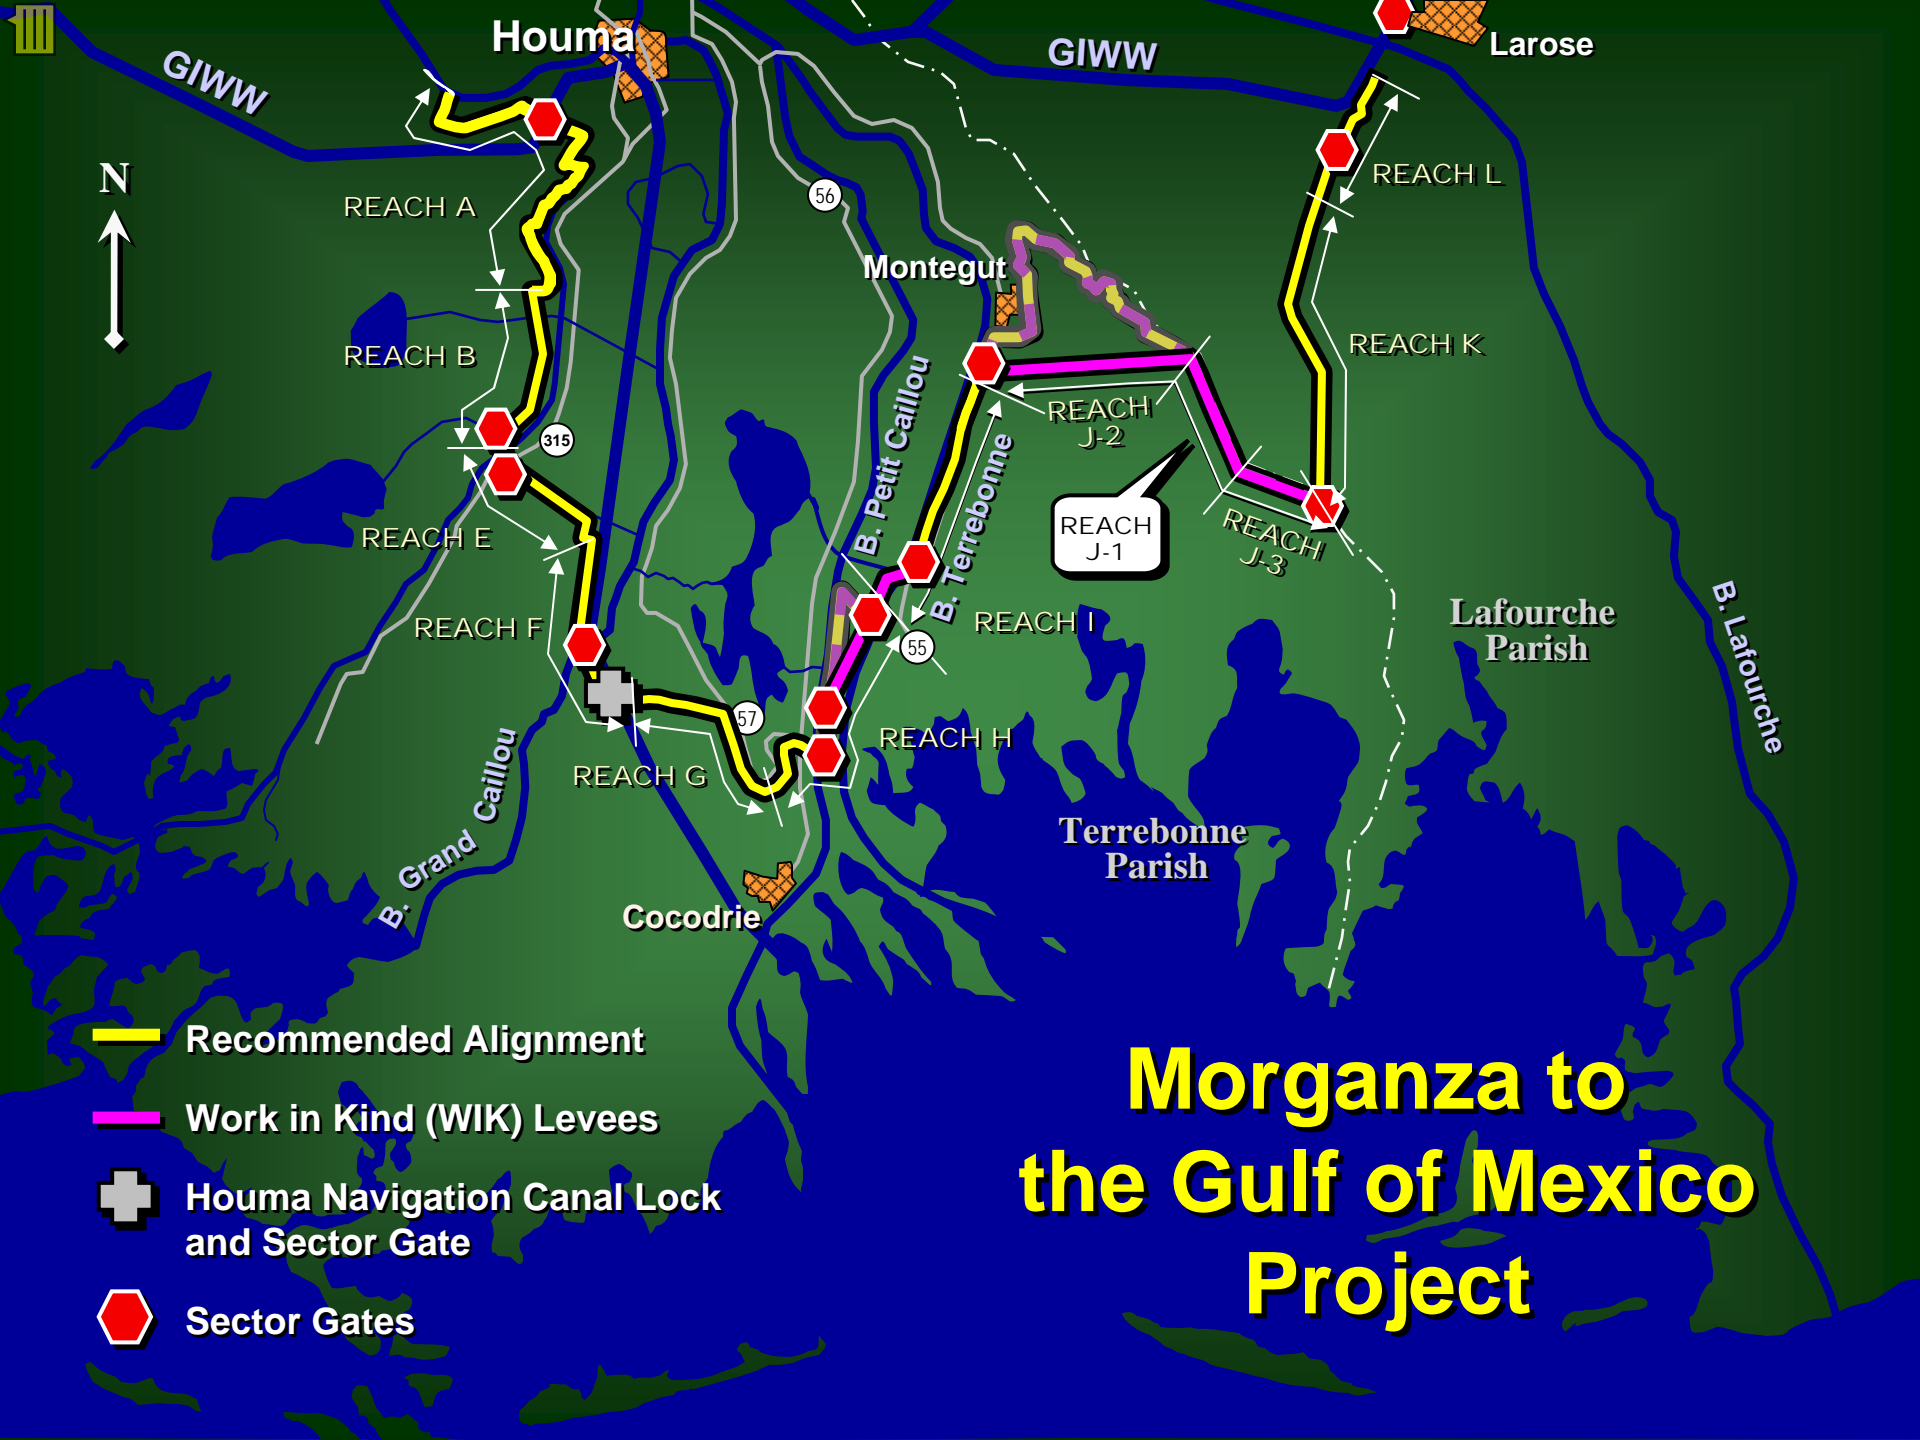 Houma
Larose
GIWW
GIWW
N
REACH A
56
REACH L
Montegut
REACH B
REACH K
B. Petit Caillou
REACH
J-2
315
B. Terrebonne
REACH E
REACH
J-1
REACH
J-3
REACH F
REACH I
55
Lafourche
Parish
B. Lafourche
57
REACH H
REACH G
B. Grand Caillou
Terrebonne
Parish
Cocodrie
Recommended Alignment
Work in Kind (WIK) Levees
Houma Navigation Canal Lock
and Sector Gate
Sector Gates
Morganza to
the Gulf of Mexico
Project